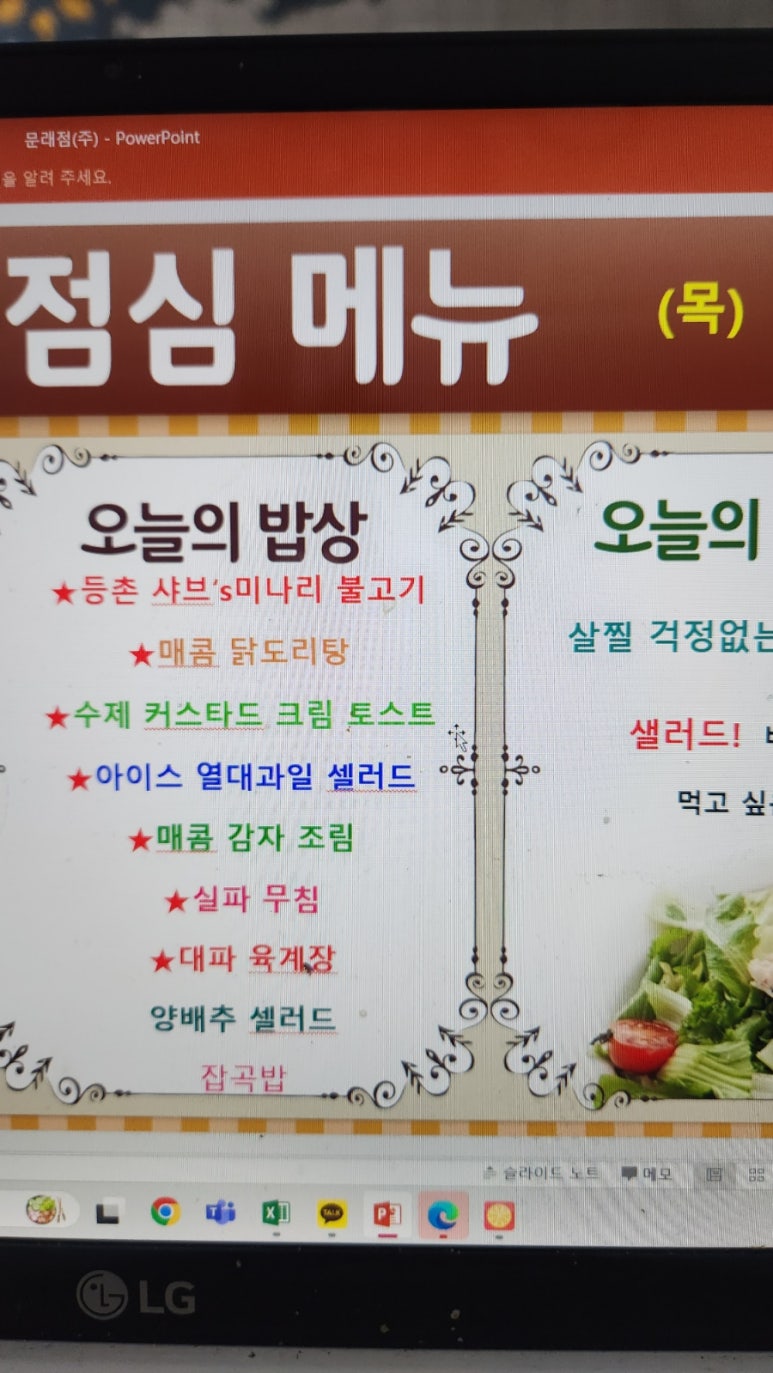 문래점(주) - PowerPoint
을 알려 주세요.
점심 메뉴
(목)
오늘의 밥상
★등촌 샤브's미나리 불고기
★매콤 닭도리탕
★수제 커스타드 크림 토스트
★아이스 열대과일 셀러드
★매콤 감자 조림
★실파 무침
★대파 육계장
양배추 셀러드
잡곡밥
오늘의
살찔 걱정없는
샐러드!
먹고 싶은
슬라이드 노트 메모
TALK
LG